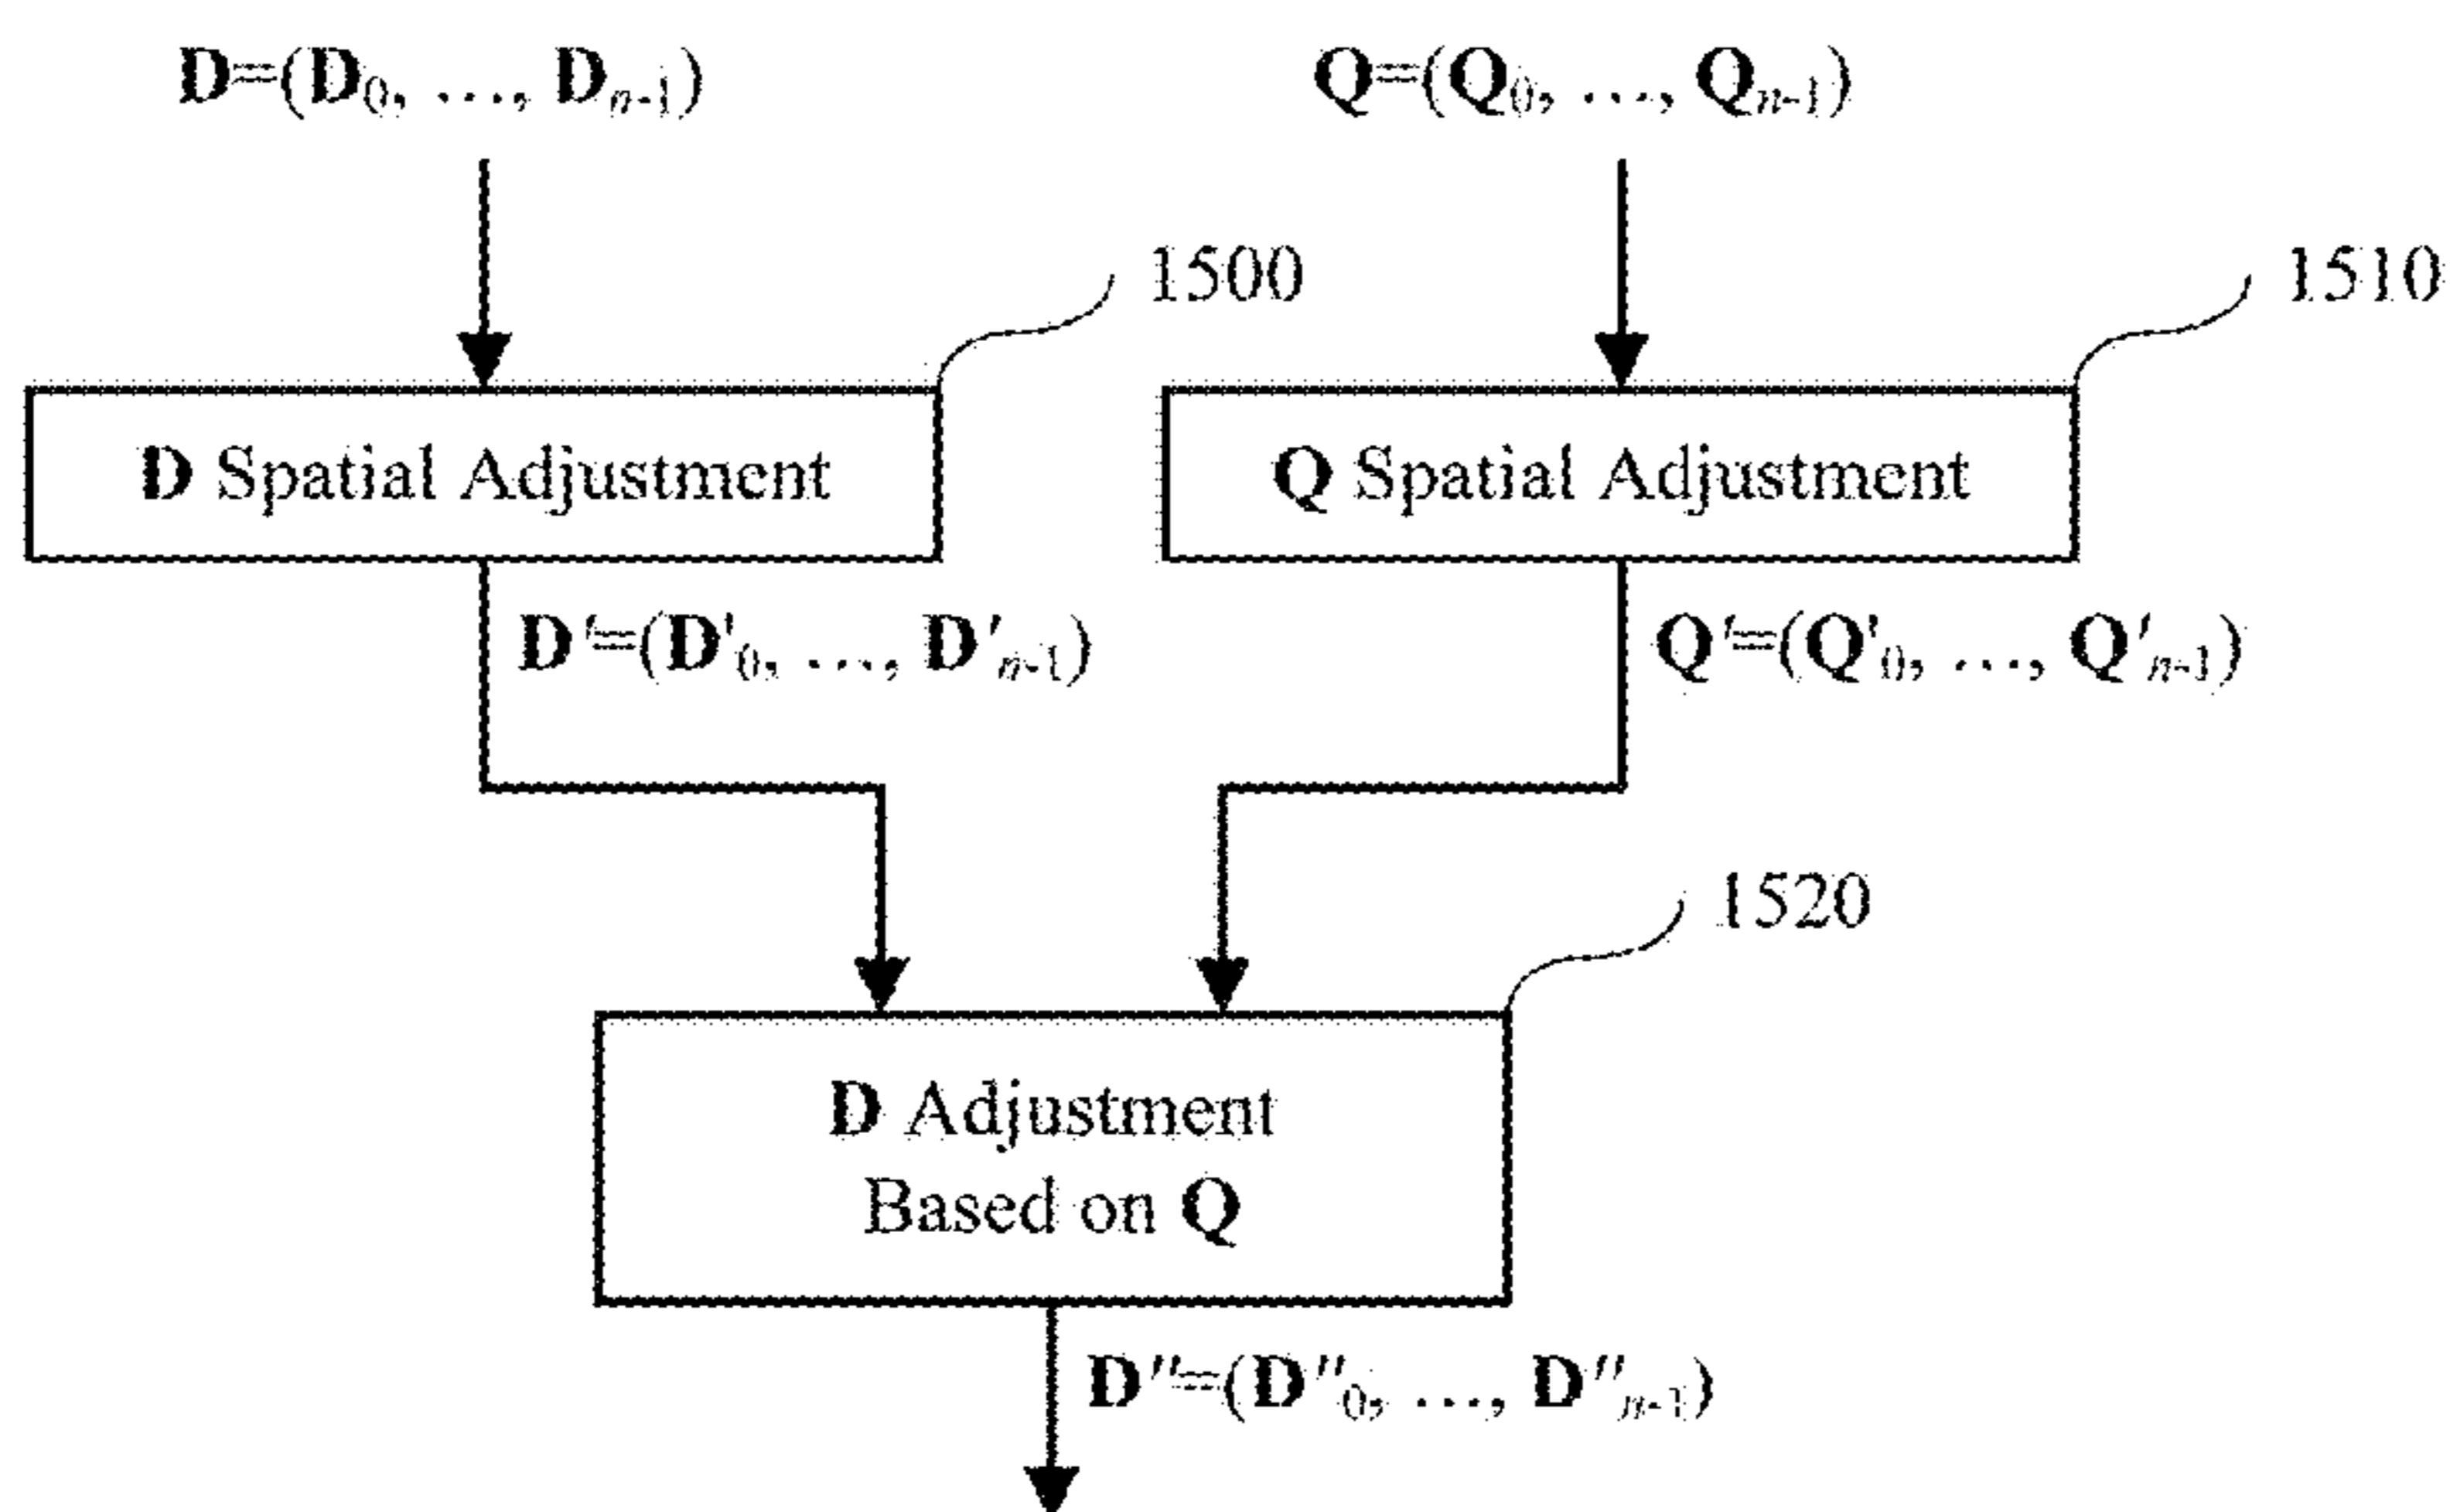 D=(D₀, ..., Dₙ₋₁)
Q=(Q₀, ..., Qₙ₋₁)
1500
1510
D Spatial Adjustment
Q Spatial Adjustment
D'=(D'₀, ..., D'ₙ₋₁)
Q'=(Q'₀, ..., Q'ₙ₋₁)
1520
D Adjustment
Based on Q
D"=(D"₀, ..., D"ₙ₋₁)